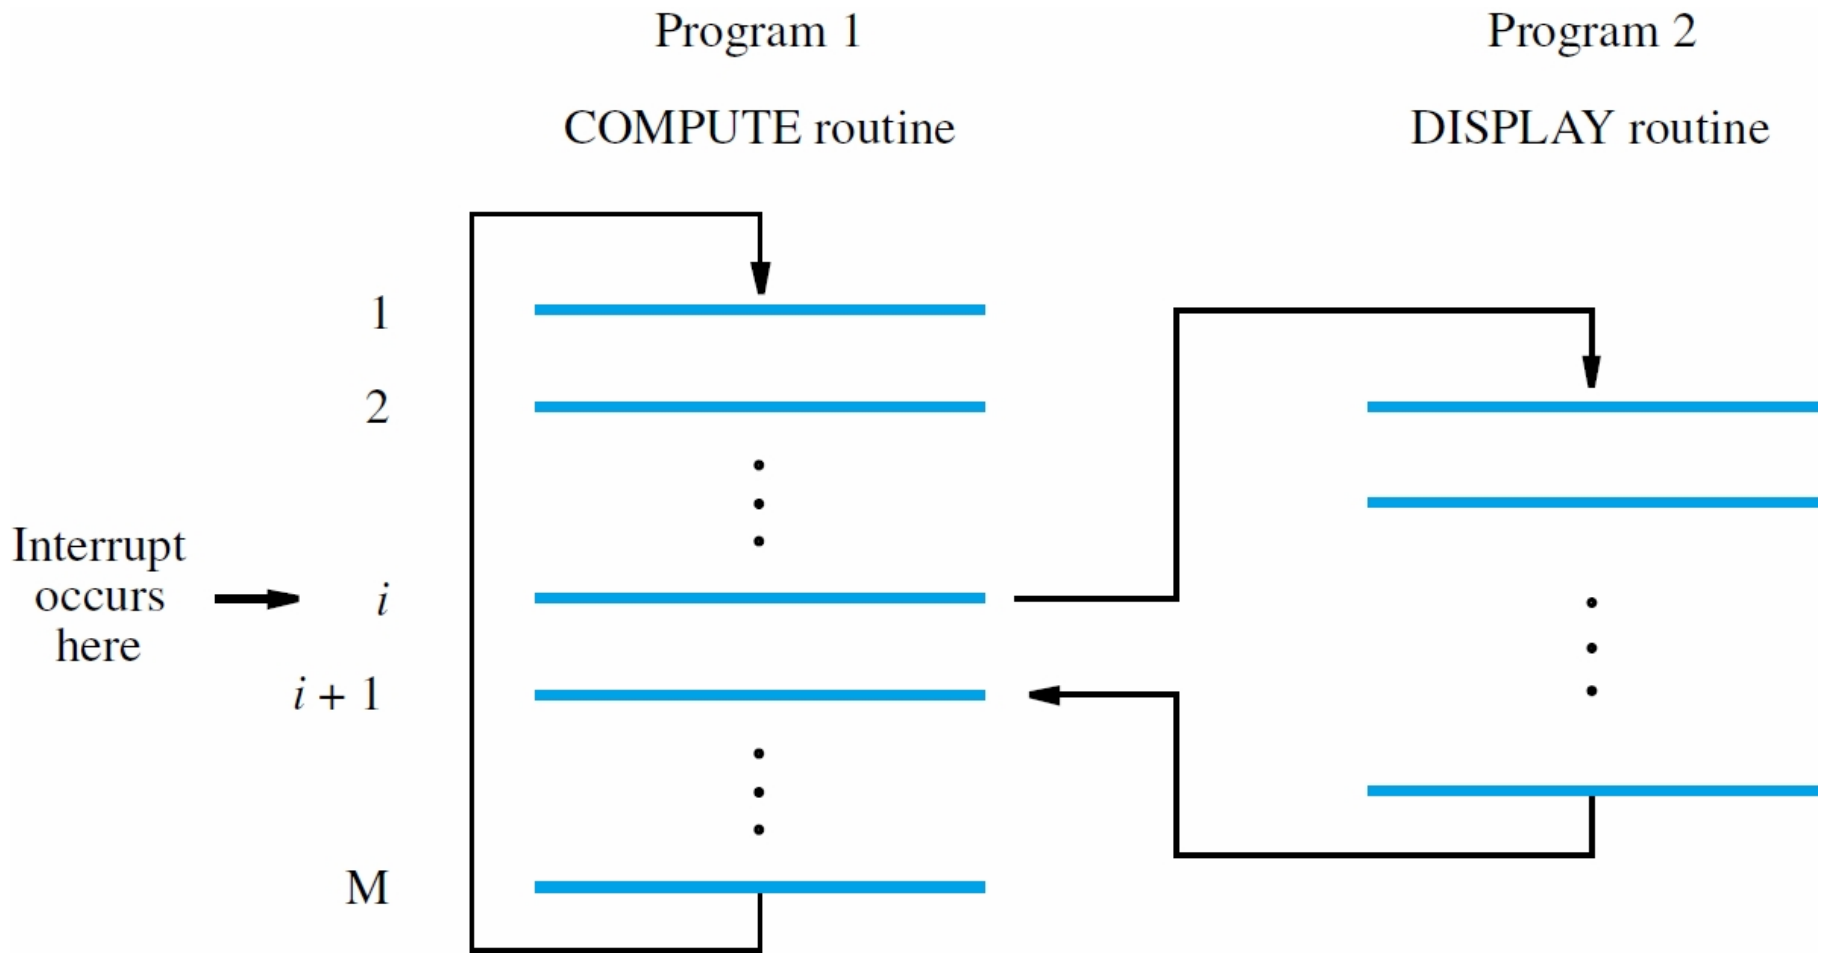 Program 1
Program 2
COMPUTE routine
DISPLAY routine
1
2
Interrupt
occurs
here
i
i + 1
M